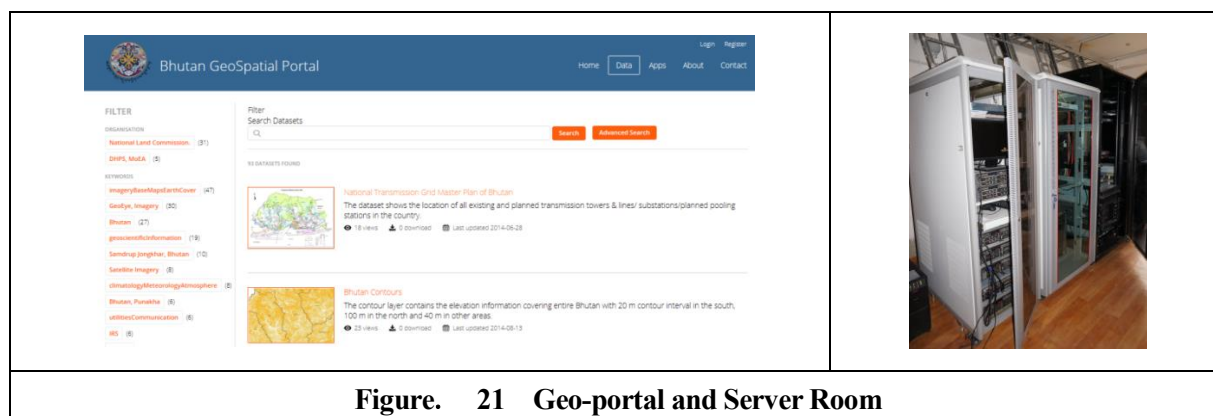 Login Register
Bhutan GeoSpatial Portal
Home Data Apps About Contact
FILTER
ORGANISATION
National Land Commission (51)
DHPS, MoEA (5)
KEYWORDS
imageryBaseMapsEarthCover (47)
GeoEye, Imagery (30)
Bhutan (27)
geoscientificInformation (19)
Samdrup Jongkhar, Bhutan (10)
Satellite Imagery (8)
climatologyMeteorologyAtmosphere (8)
Bhutan, Punakha (6)
utilitiesCommunication (6)
IRS (6)
Filter
Search Datasets
Search Advanced Search
93 DATASETS FOUND
National Transmission Grid Master Plan of Bhutan
The dataset shows the location of all existing and planned transmission towers & lines/ substations/planned pooling
stations in the country.
18 views 0 download Last updated 2014-06-28
Bhutan Contours
The contour layer contains the elevation information covering entire Bhutan with 20 m contour interval in the south,
100 m in the north and 40 m in other areas
23 views 0 download Last updated 2014-08-13
Figure. 21 Geo-portal and Server Room